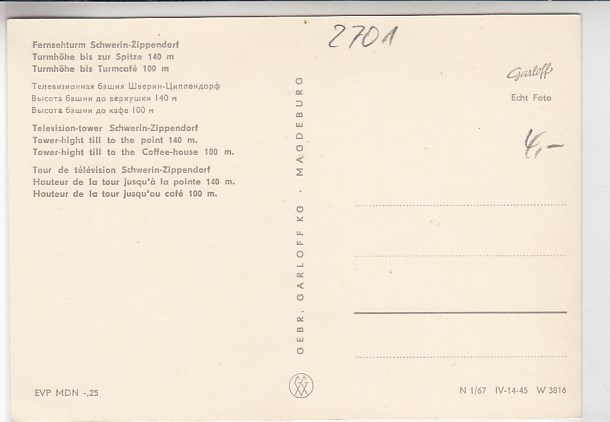 Fernsehturm Schwerin-Zippendorf
Turmhöhe bis zur Spitze 140 m
Turmhöhe bis Turmcafé 100 m
Телевизионная башия Шверин-Циппендорф
Высота башни до верхушки 140 м
Высота башни до кафе 100 м
Television-tower Schwerin-Zippendorf
Tower-hight till to the point 140 m.
Tower-hight till to the Coffee-house 100 m.
Tour de télévision Schwerin-Zippendorf
Hauteur de la tour jusqu'à la pointe 140 m.
Hauteur de la tour jusqu'au café 100 m.
EVP MDN -,25
GEBR. GARLOFF KG · MAGDEBURG
2701
Garloff
Echt Foto
4,-
N 1/67 IV-14-45 W 3816